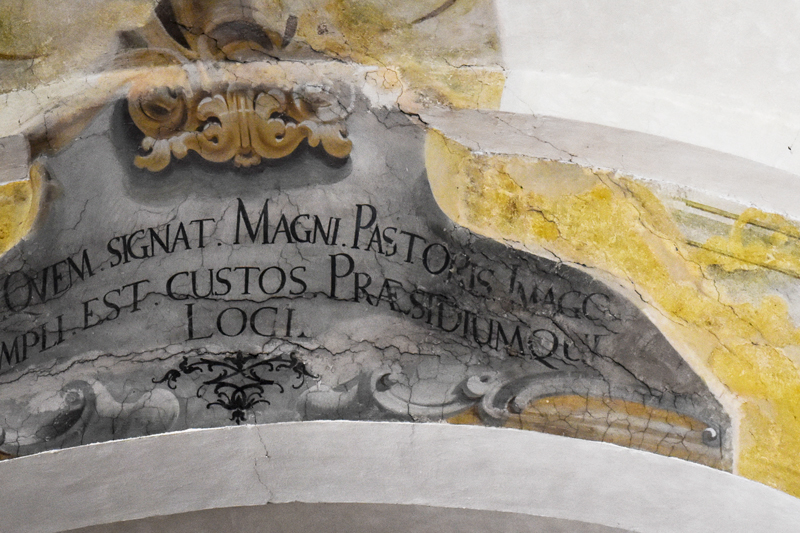 QVEM. SIGNAT. MAGNI. PASTORIS IMAGO
MPLI. EST. CUSTOS PRÆSIDIUMQUE
LOCI.